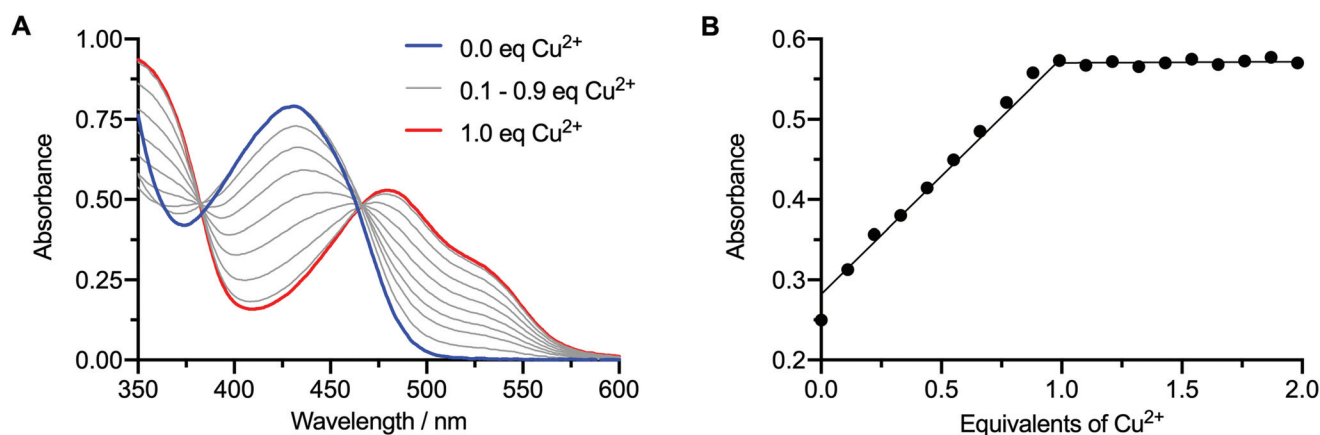 A
B
1.00
0.75
0.50
0.25
0.00
Absorbance
350
400
450
500
550
600
Wavelength / nm
0.0 eq Cu²⁺
0.1 - 0.9 eq Cu²⁺
1.0 eq Cu²⁺
0.6
0.5
0.4
0.3
0.2
Absorbance
0.0
0.5
1.0
1.5
2.0
Equivalents of Cu²⁺